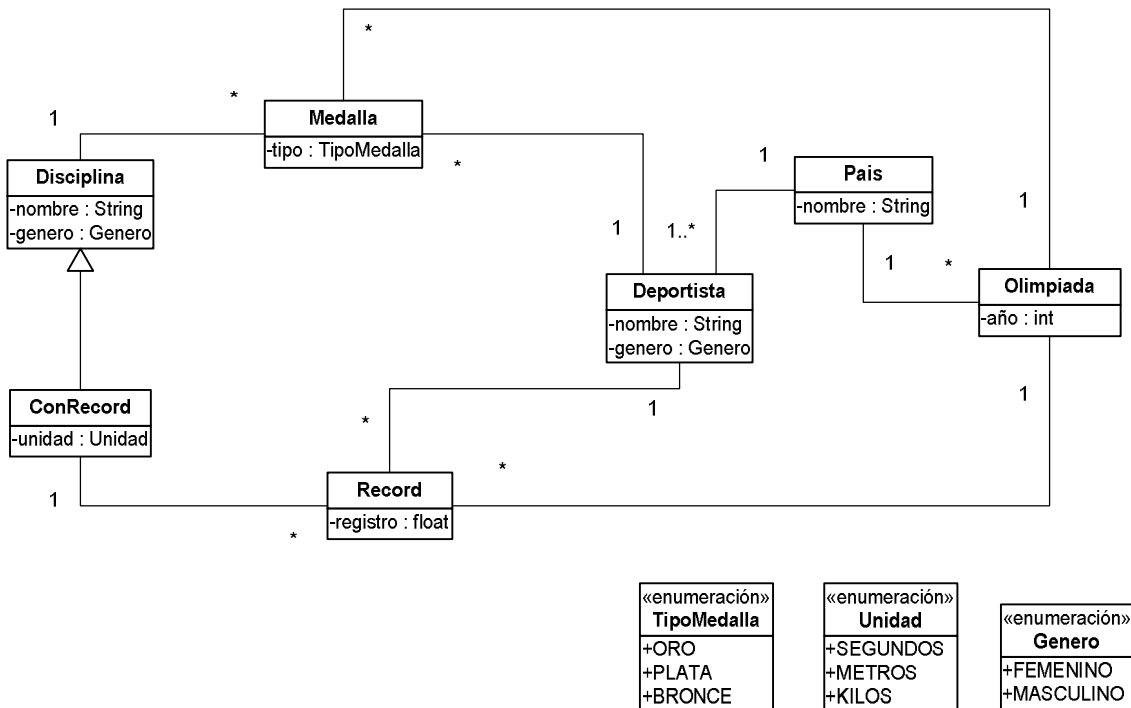 *
*
1
Medalla
-tipo : TipoMedalla
*
Disciplina
-nombre : String
-genero : Genero
1
Pais
-nombre : String
1
1
1..*
1
*
Deportista
-nombre : String
-genero : Genero
Olimpiada
-año : int
ConRecord
-unidad : Unidad
1
1
*
*
1
Record
-registro : float
*
«enumeración»
TipoMedalla
+ORO
+PLATA
+BRONCE
«enumeración»
Unidad
+SEGUNDOS
+METROS
+KILOS
«enumeración»
Genero
+FEMENINO
+MASCULINO